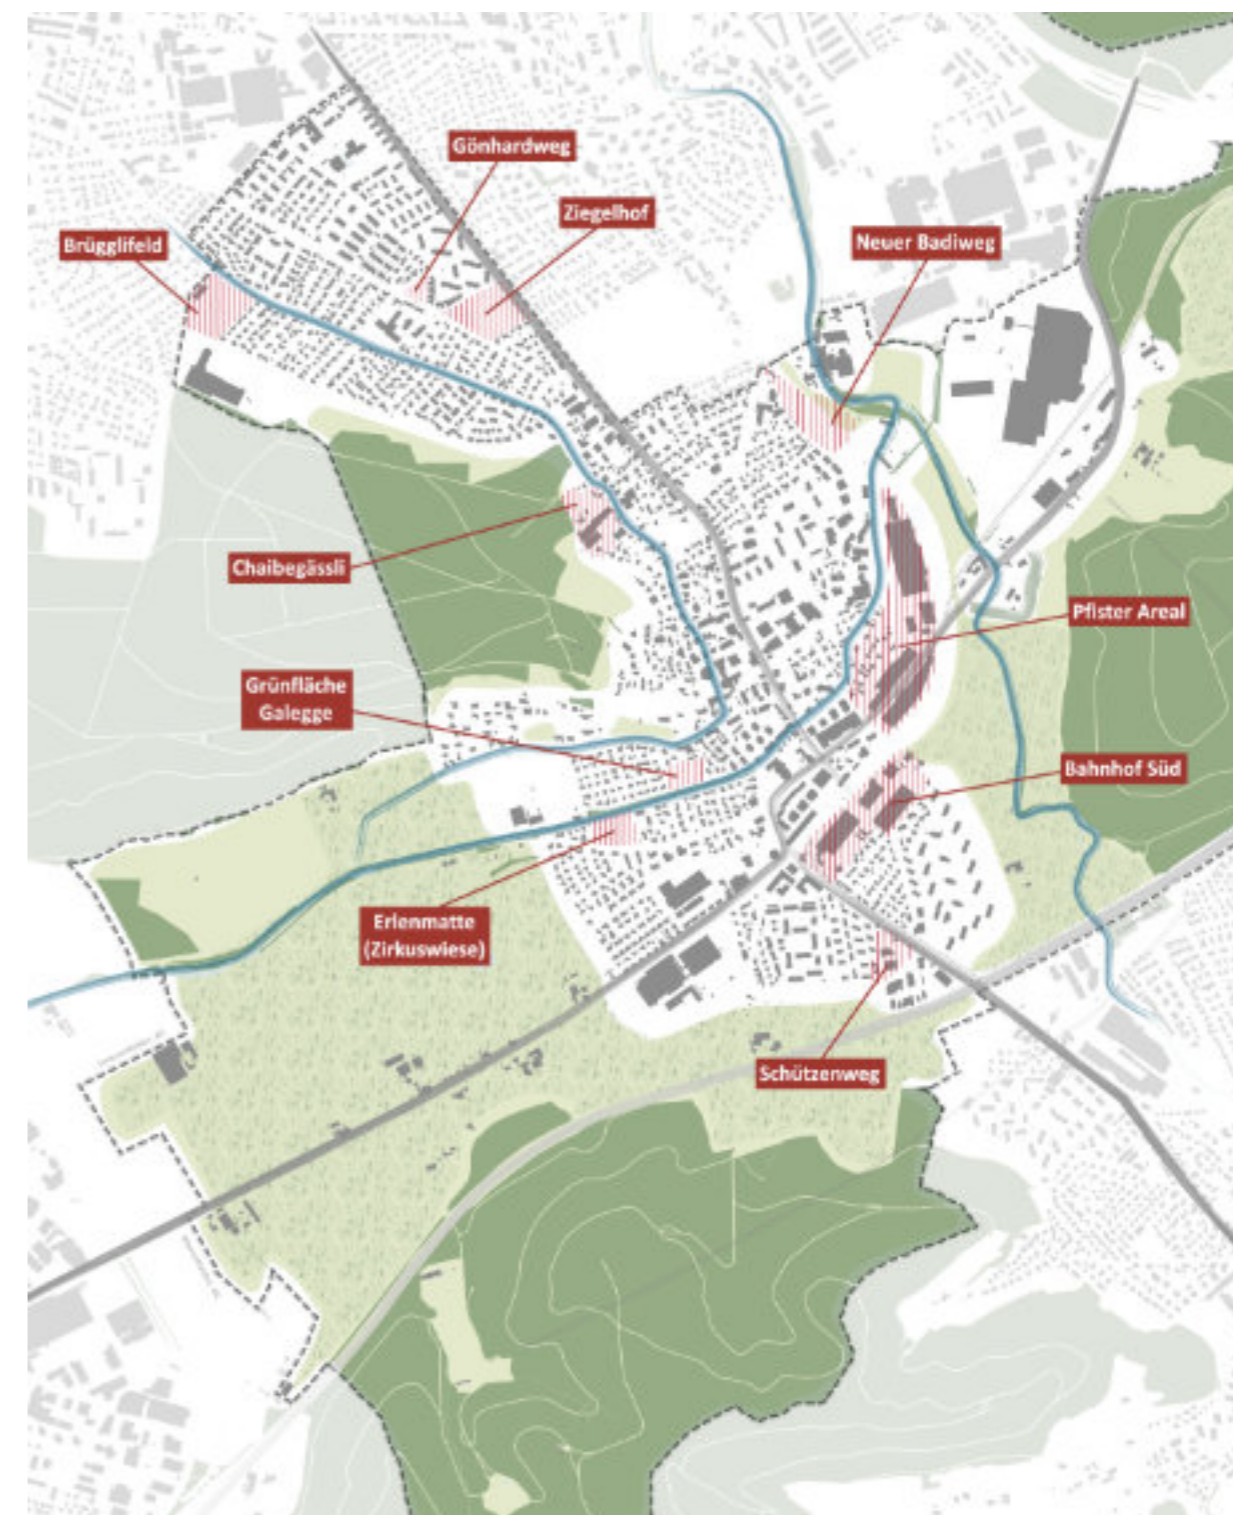 Gönhardweg
Ziegelhof
Brügglifeld
Neuer Badiweg
Chaibegässli
Pfister Areal
Grünfläche
Galegge
Bahnhof Süd
Erlenmatte
(Zirkuswiese)
Schützenweg